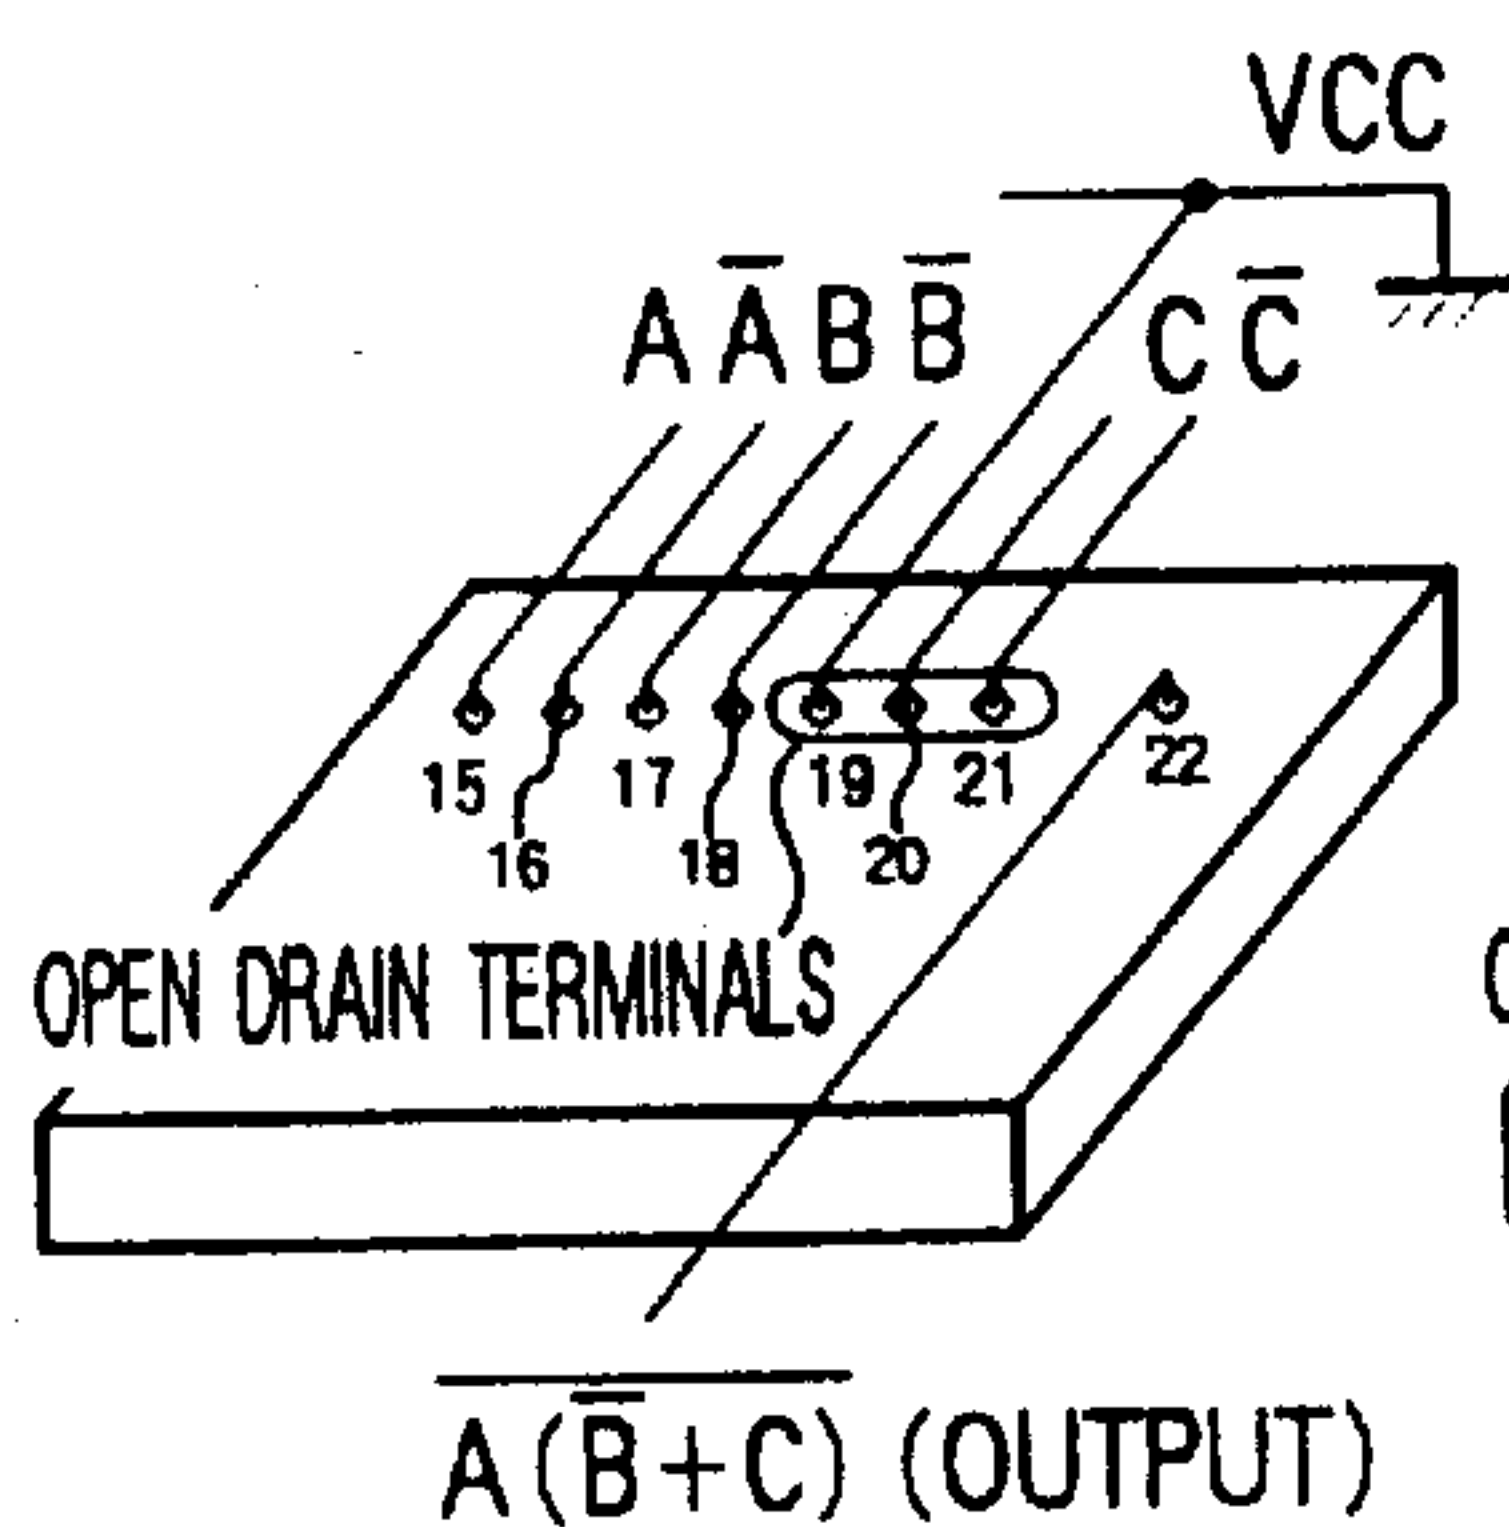 VCC
A A̅ B B̅ C C̅
15 17 19 21 22
16 18 20
OPEN DRAIN TERMINALS
A̅(̅B̅̅+̅C̅)̅ (OUTPUT)